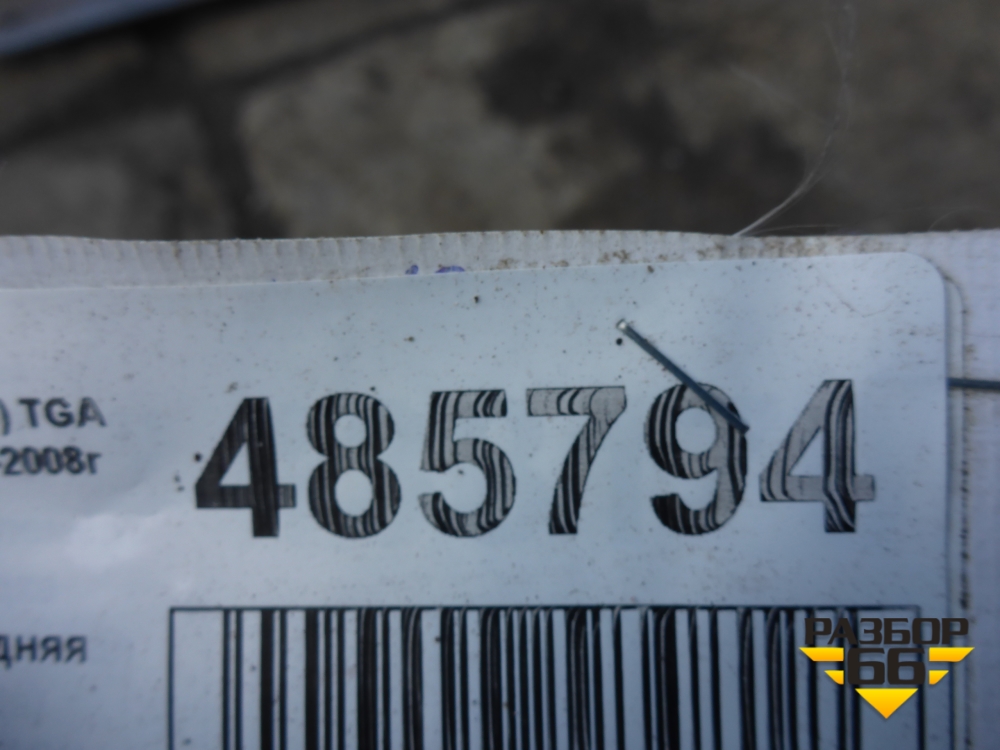 ) TGA
-2008г
485794
дняя
РАЗБОР
66